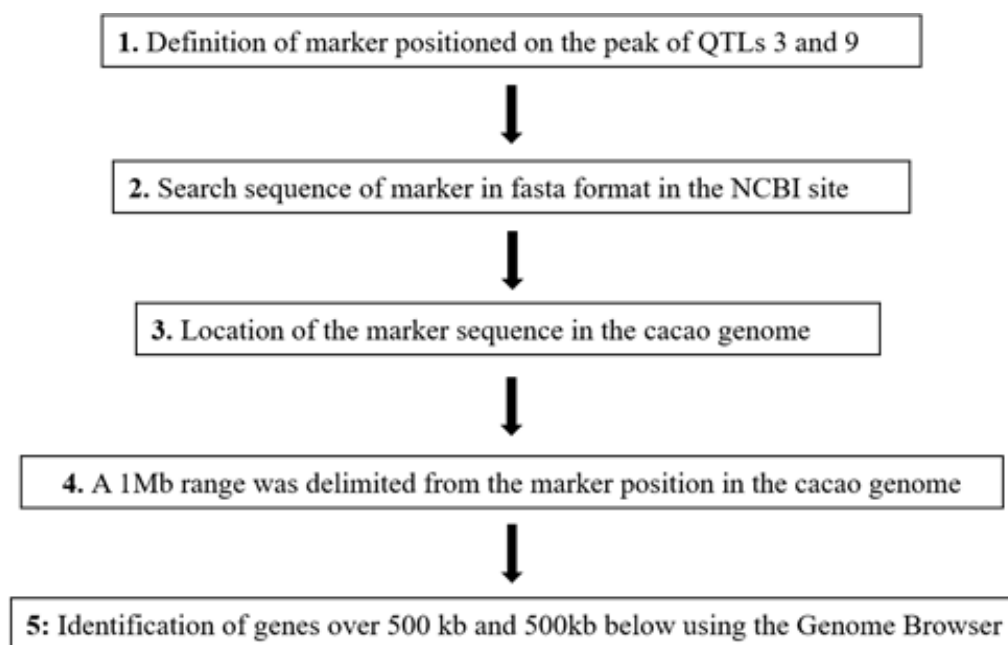 1. Definition of marker positioned on the peak of QTLs 3 and 9
2. Search sequence of marker in fasta format in the NCBI site
3. Location of the marker sequence in the cacao genome
4. A 1Mb range was delimited from the marker position in the cacao genome
5: Identification of genes over 500 kb and 500kb below using the Genome Browser